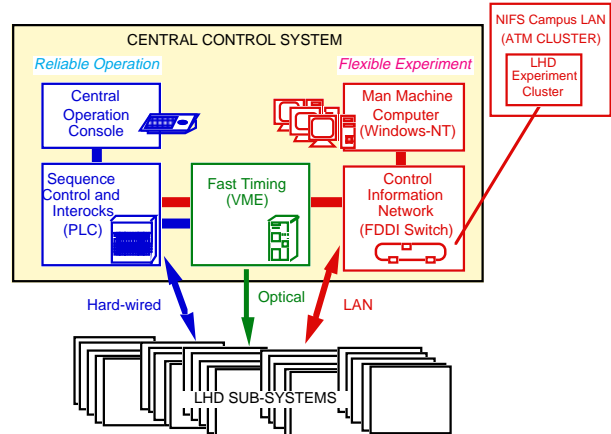 CENTRAL CONTROL SYSTEM
Reliable Operation
Flexible Experiment
NIFS Campus LAN
(ATM CLUSTER)
LHD
Experiment
Cluster
Central
Operation
Console
Man Machine
Computer
(Windows-NT)
Sequence
Control and
Interocks
(PLC)
Fast Timing
(VME)
Control
Information
Network
(FDDI Switch)
Hard-wired
Optical
LAN
LHD SUB-SYSTEMS